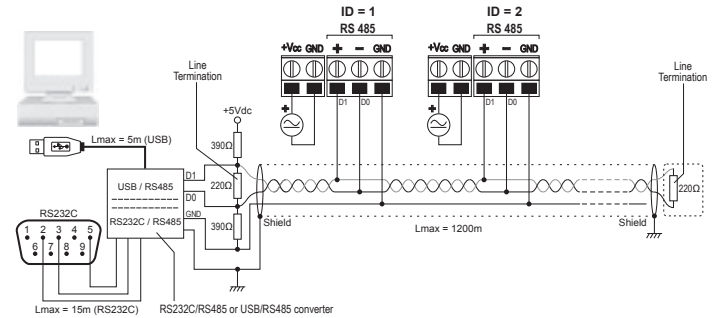 ID = 1
ID = 2
RS 485
RS 485
+Vcc GND + − GND
+Vcc GND + − GND
Line
Termination
Line
Termination
+
+
D1
D0
D1
D0
+5Vdc
390Ω
Lmax = 5m (USB)
D1
220Ω
220Ω
USB / RS485
D0
RS232C
RS232C / RS485
GND
390Ω
Shield
Shield
Lmax = 1200m
1 2 3 4 5
6 7 8 9
Lmax = 15m (RS232C)
RS232C/RS485 or USB/RS485 converter